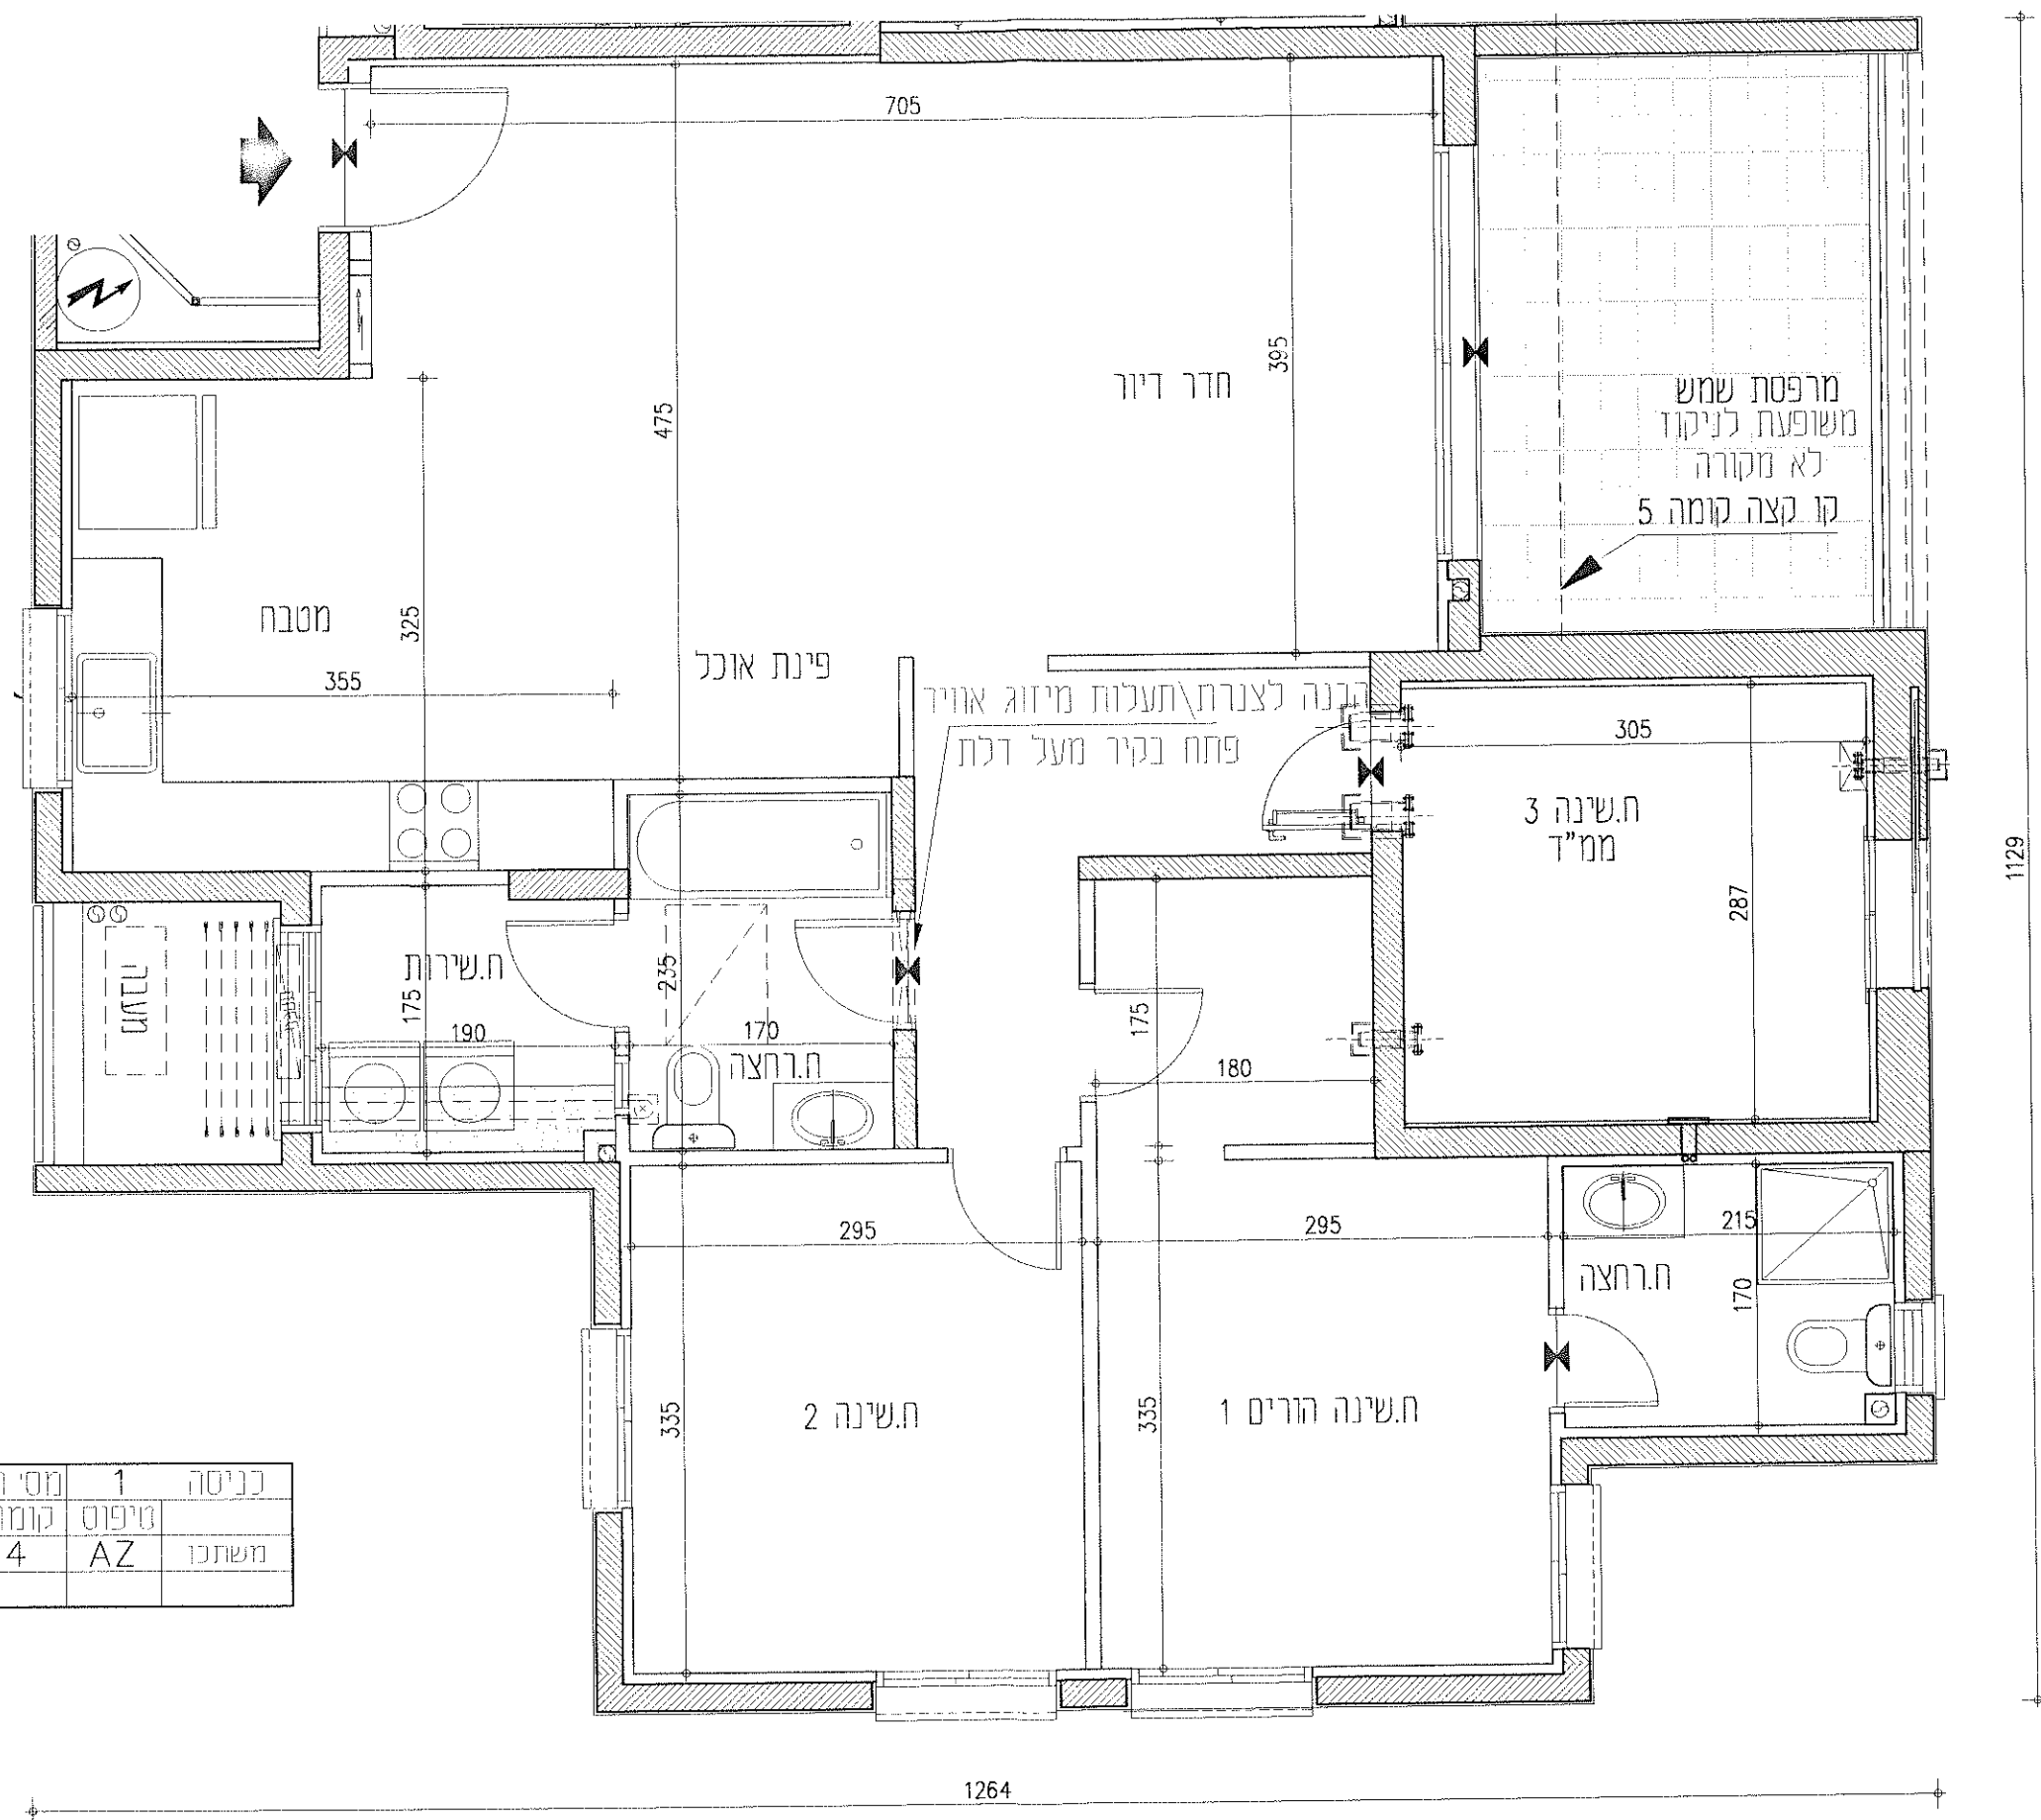 705
395
475
חדר דיור
מרפסת שמש
משופעת לניקוז
לא מקורה
קו קצה קומה 5
מטבח
325
355
פינת אוכל
הכנה לצנרת\תעלות מיזוג אוויר
פתח בקיר מעל דלת
305
ח.שינה 3
ממ"ד
287
1129
מעבה
ח.שירות
175
190
235
170
ח.רחצה
175
180
295
295
215
ח.רחצה
170
335
ח.שינה 2
335
ח.שינה הורים 1
כניסה 1
טיפוס
משתכן AZ 4
1264